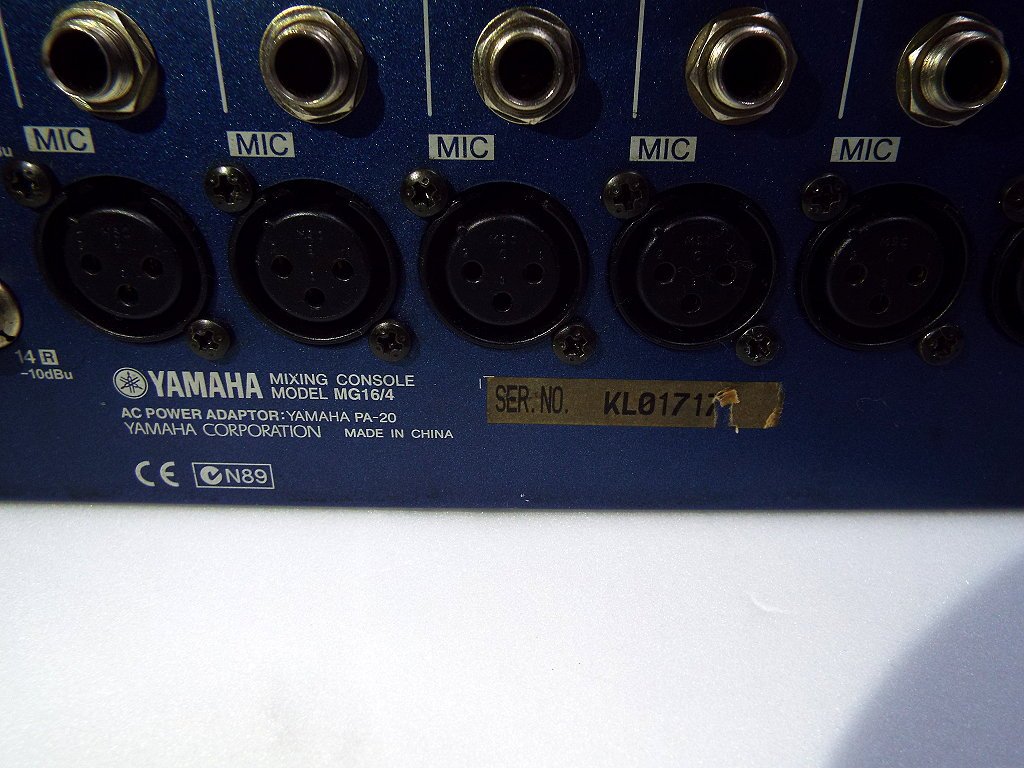 MIC MIC MIC MIC MIC
14 R
-10dBu
YAMAHA MIXING CONSOLE
MODEL MG16/4
AC POWER ADAPTOR: YAMAHA PA-20
YAMAHA CORPORATION MADE IN CHINA
SER. NO. KL01717
CE N89